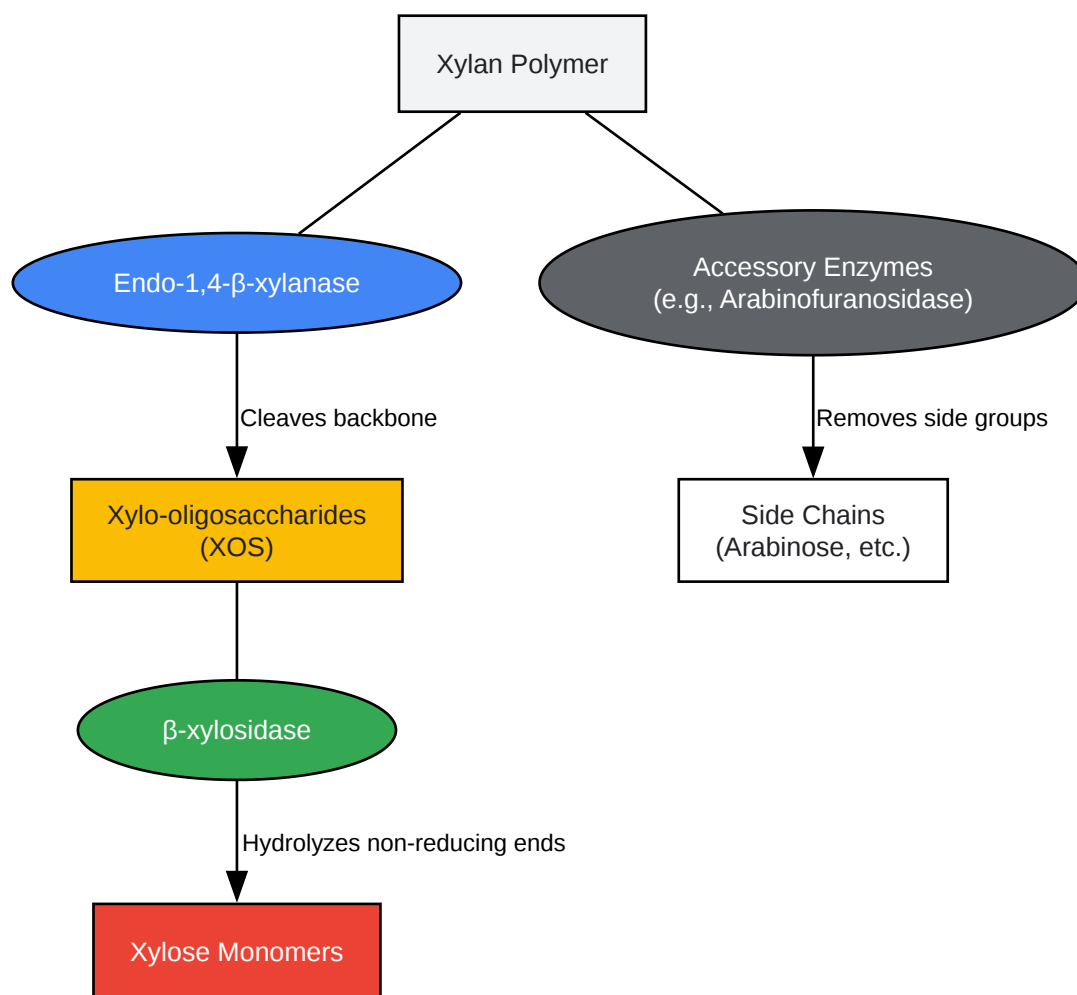 Xylan Polymer
Endo-1,4-β-xylanase
Accessory Enzymes
(e.g., Arabinofuranosidase)
Cleaves backbone
Removes side groups
Xylo-oligosaccharides
(XOS)
Side Chains
(Arabinose, etc.)
β-xylosidase
Hydrolyzes non-reducing ends
Xylose Monomers